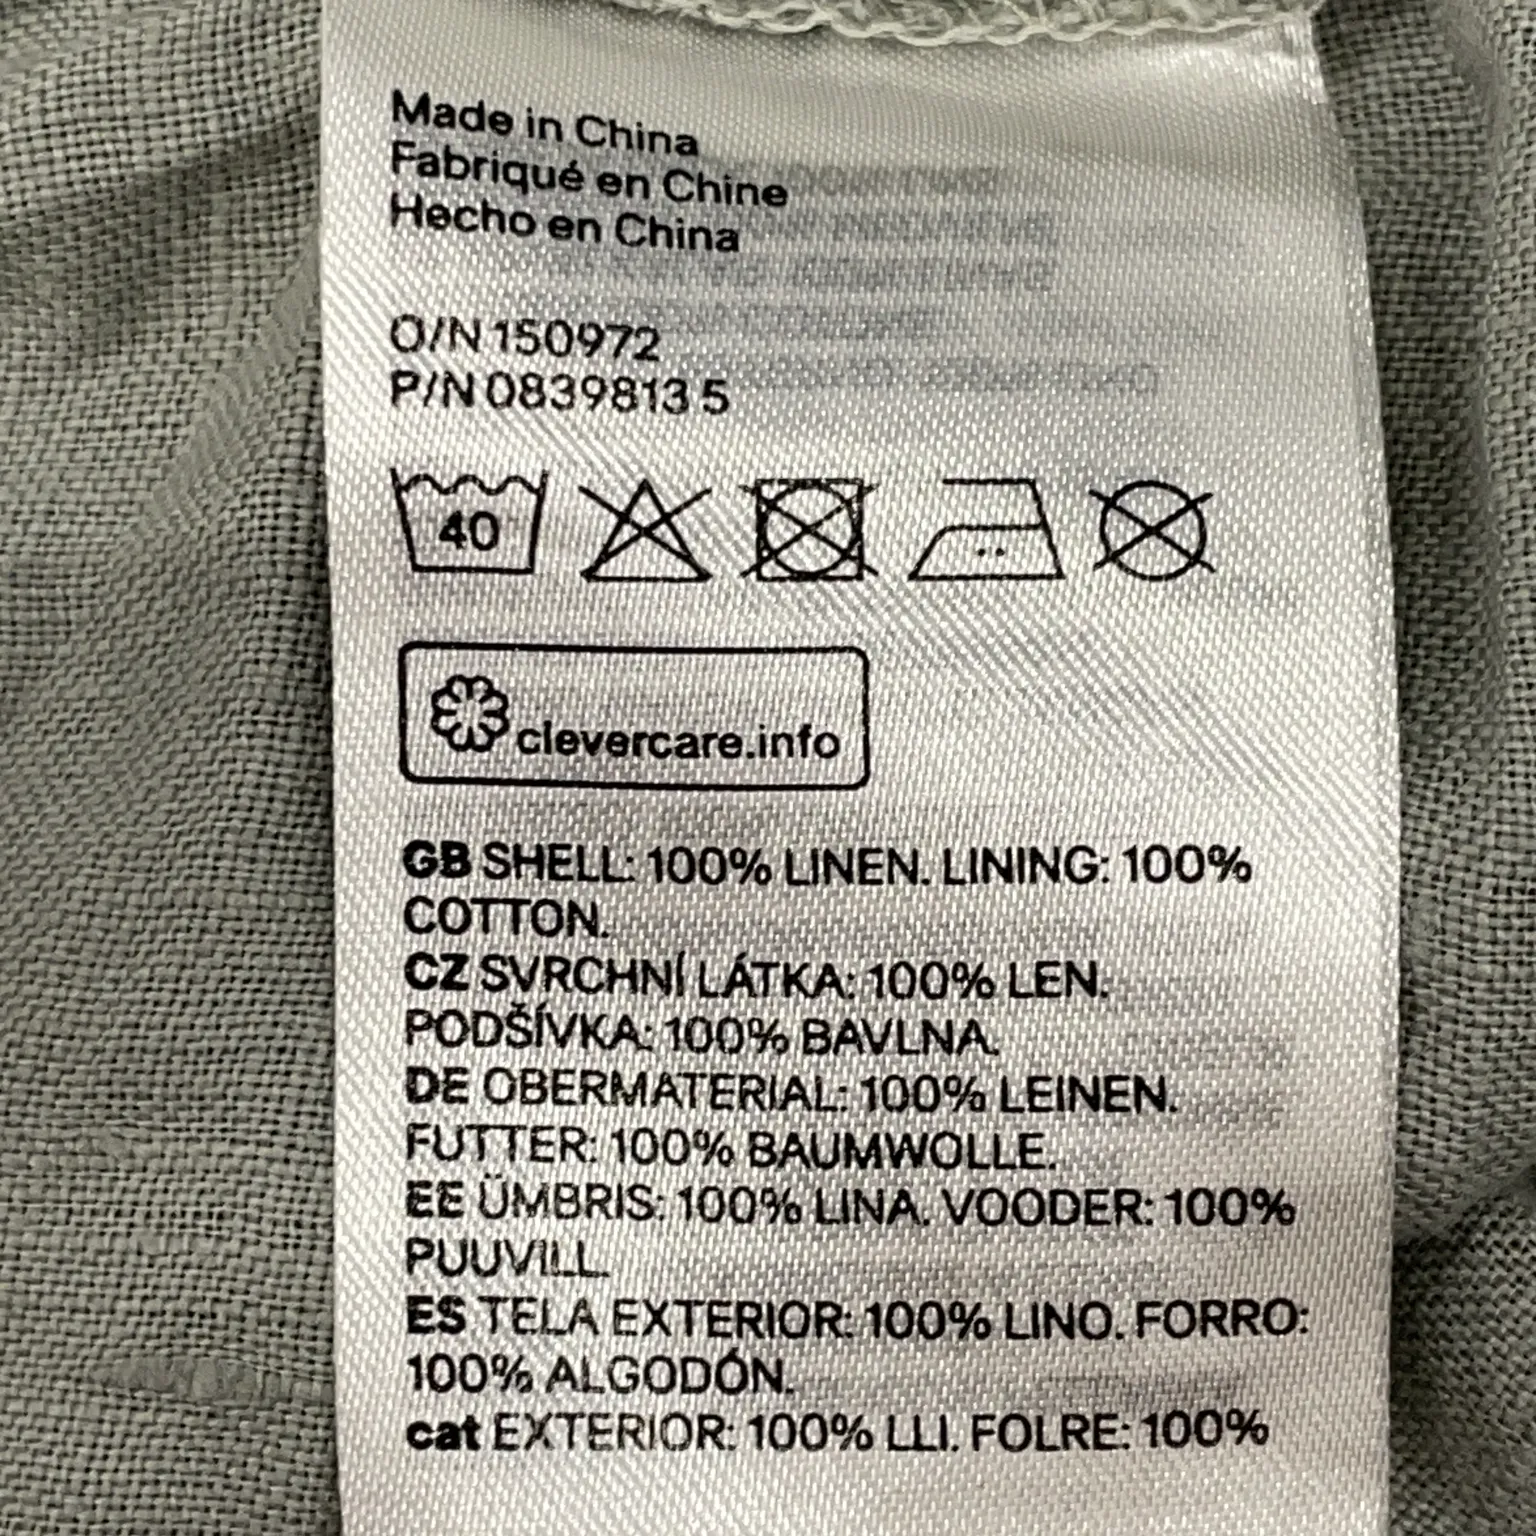 Made in China
Fabriqué en Chine
Hecho en China
O/N 150972
P/N 0839813 5
40
clevercare.info
GB SHELL: 100% LINEN. LINING: 100%
COTTON.
CZ SVRCHNÍ LÁTKA: 100% LEN.
PODŠÍVKA: 100% BAVLNA.
DE OBERMATERIAL: 100% LEINEN.
FUTTER: 100% BAUMWOLLE.
EE ÜMBRIS: 100% LINA. VOODER: 100%
PUUVILL.
ES TELA EXTERIOR: 100% LINO. FORRO:
100% ALGODÓN.
cat EXTERIOR: 100% LLI. FOLRE: 100%